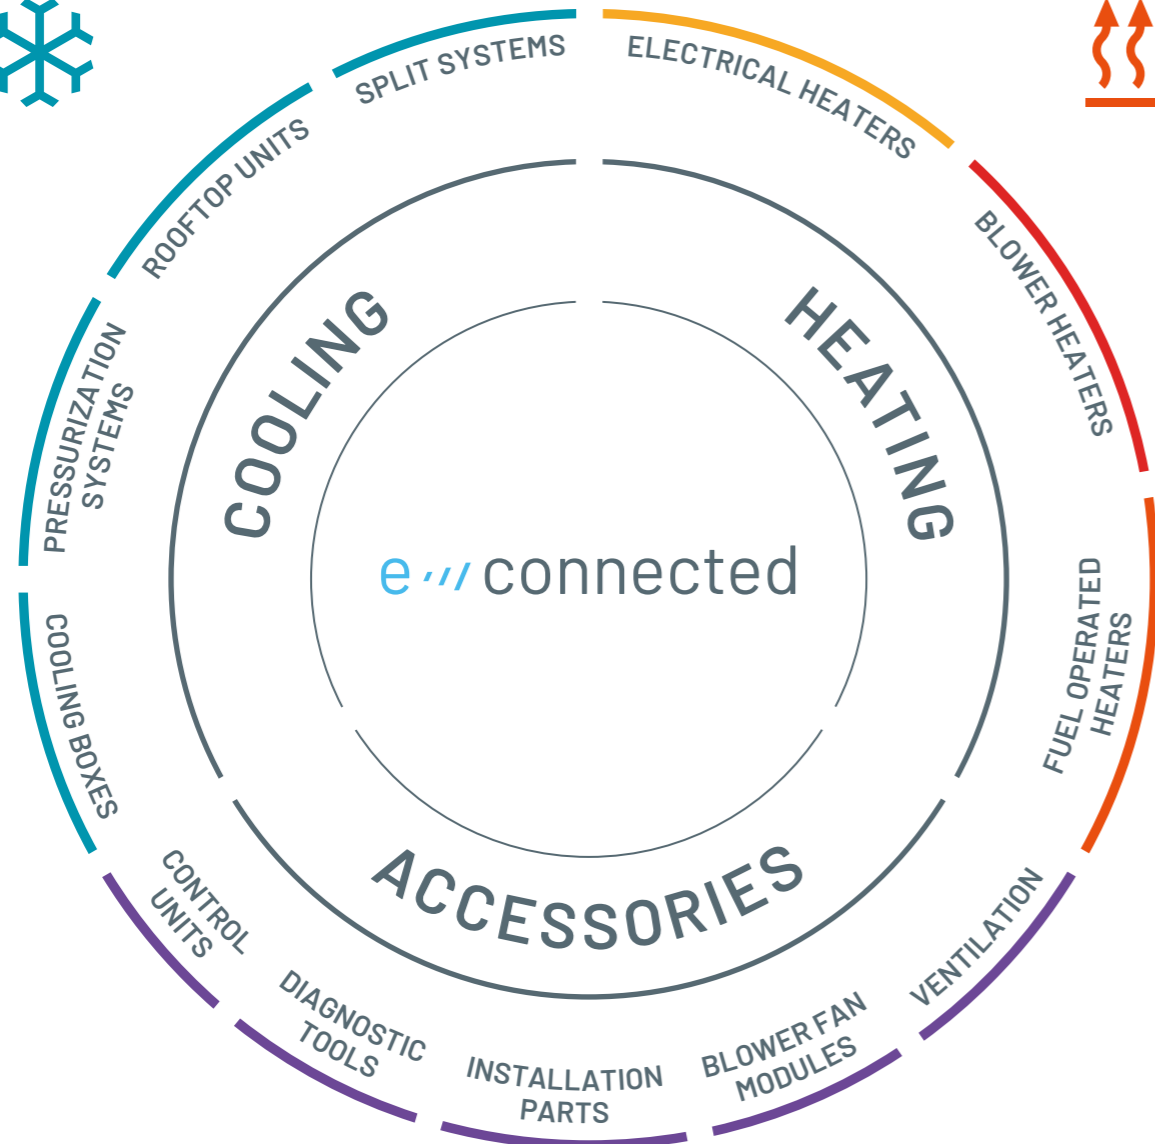 SPLIT SYSTEMS
ELECTRICAL HEATERS
ROOFTOP UNITS
BLOWER HEATERS
COOLING
HEATING
PRESSURIZATION
SYSTEMS
e connected
FUEL OPERATED
HEATERS
COOLING BOXES
ACCESSORIES
CONTROL
UNITS
VENTILATION
DIAGNOSTIC
TOOLS
BLOWER FAN
MODULES
INSTALLATION
PARTS